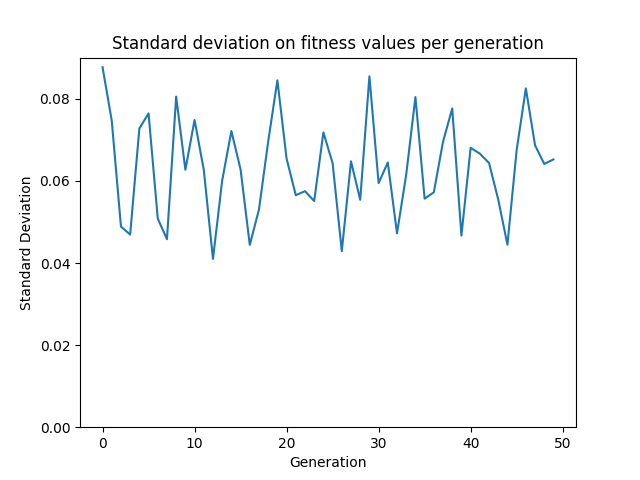 Standard deviation on fitness values per generation
Standard Deviation
0.08
0.06
0.04
0.02
0.00
0 10 20 30 40 50
Generation